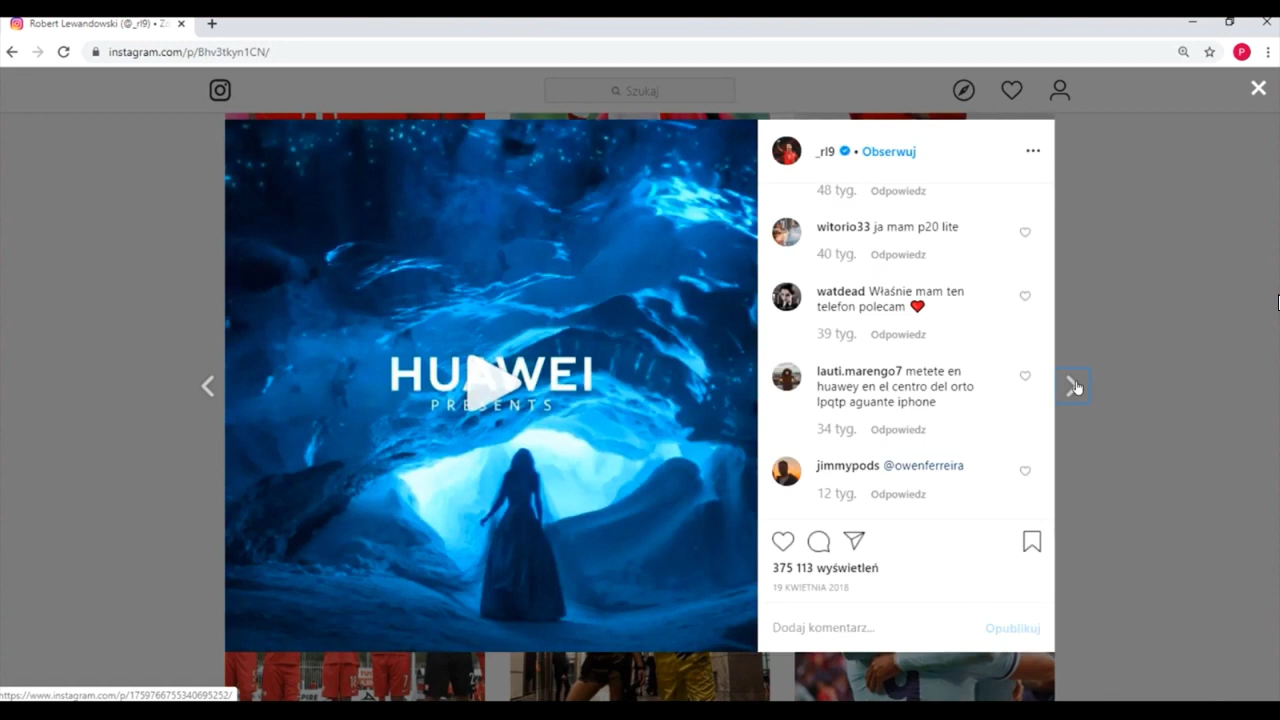 Robert Lewandowski (@_rl9) • Z
instagram.com/p/Bhv3tkyn1CN/
P
Szukaj
_rl9 • Obserwuj
48 tyg. Odpowiedz
witorio33 ja mam p20 lite
40 tyg. Odpowiedz
watdead Właśnie mam ten
telefon polecam ❤
39 tyg. Odpowiedz
lauti.marengo7 metete en
huawey en el centro del orto
lpqtp aguante iphone
34 tyg. Odpowiedz
jimmypods @owenferreira
12 tyg. Odpowiedz
375 113 wyświetleń
19 KWIETNIA 2018
Dodaj komentarz...
Opublikuj
HUAWEI
PRESENTS
https://www.instagram.com/p/1759766755340695252/